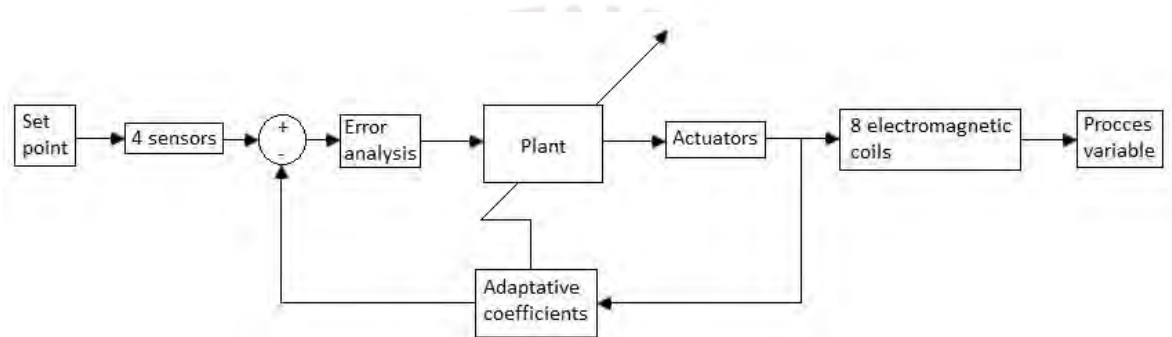 Set
point
4 sensors
+
-
Error
analysis
Plant
Actuators
8 electromagnetic
coils
Procces
variable
Adaptative
coefficients